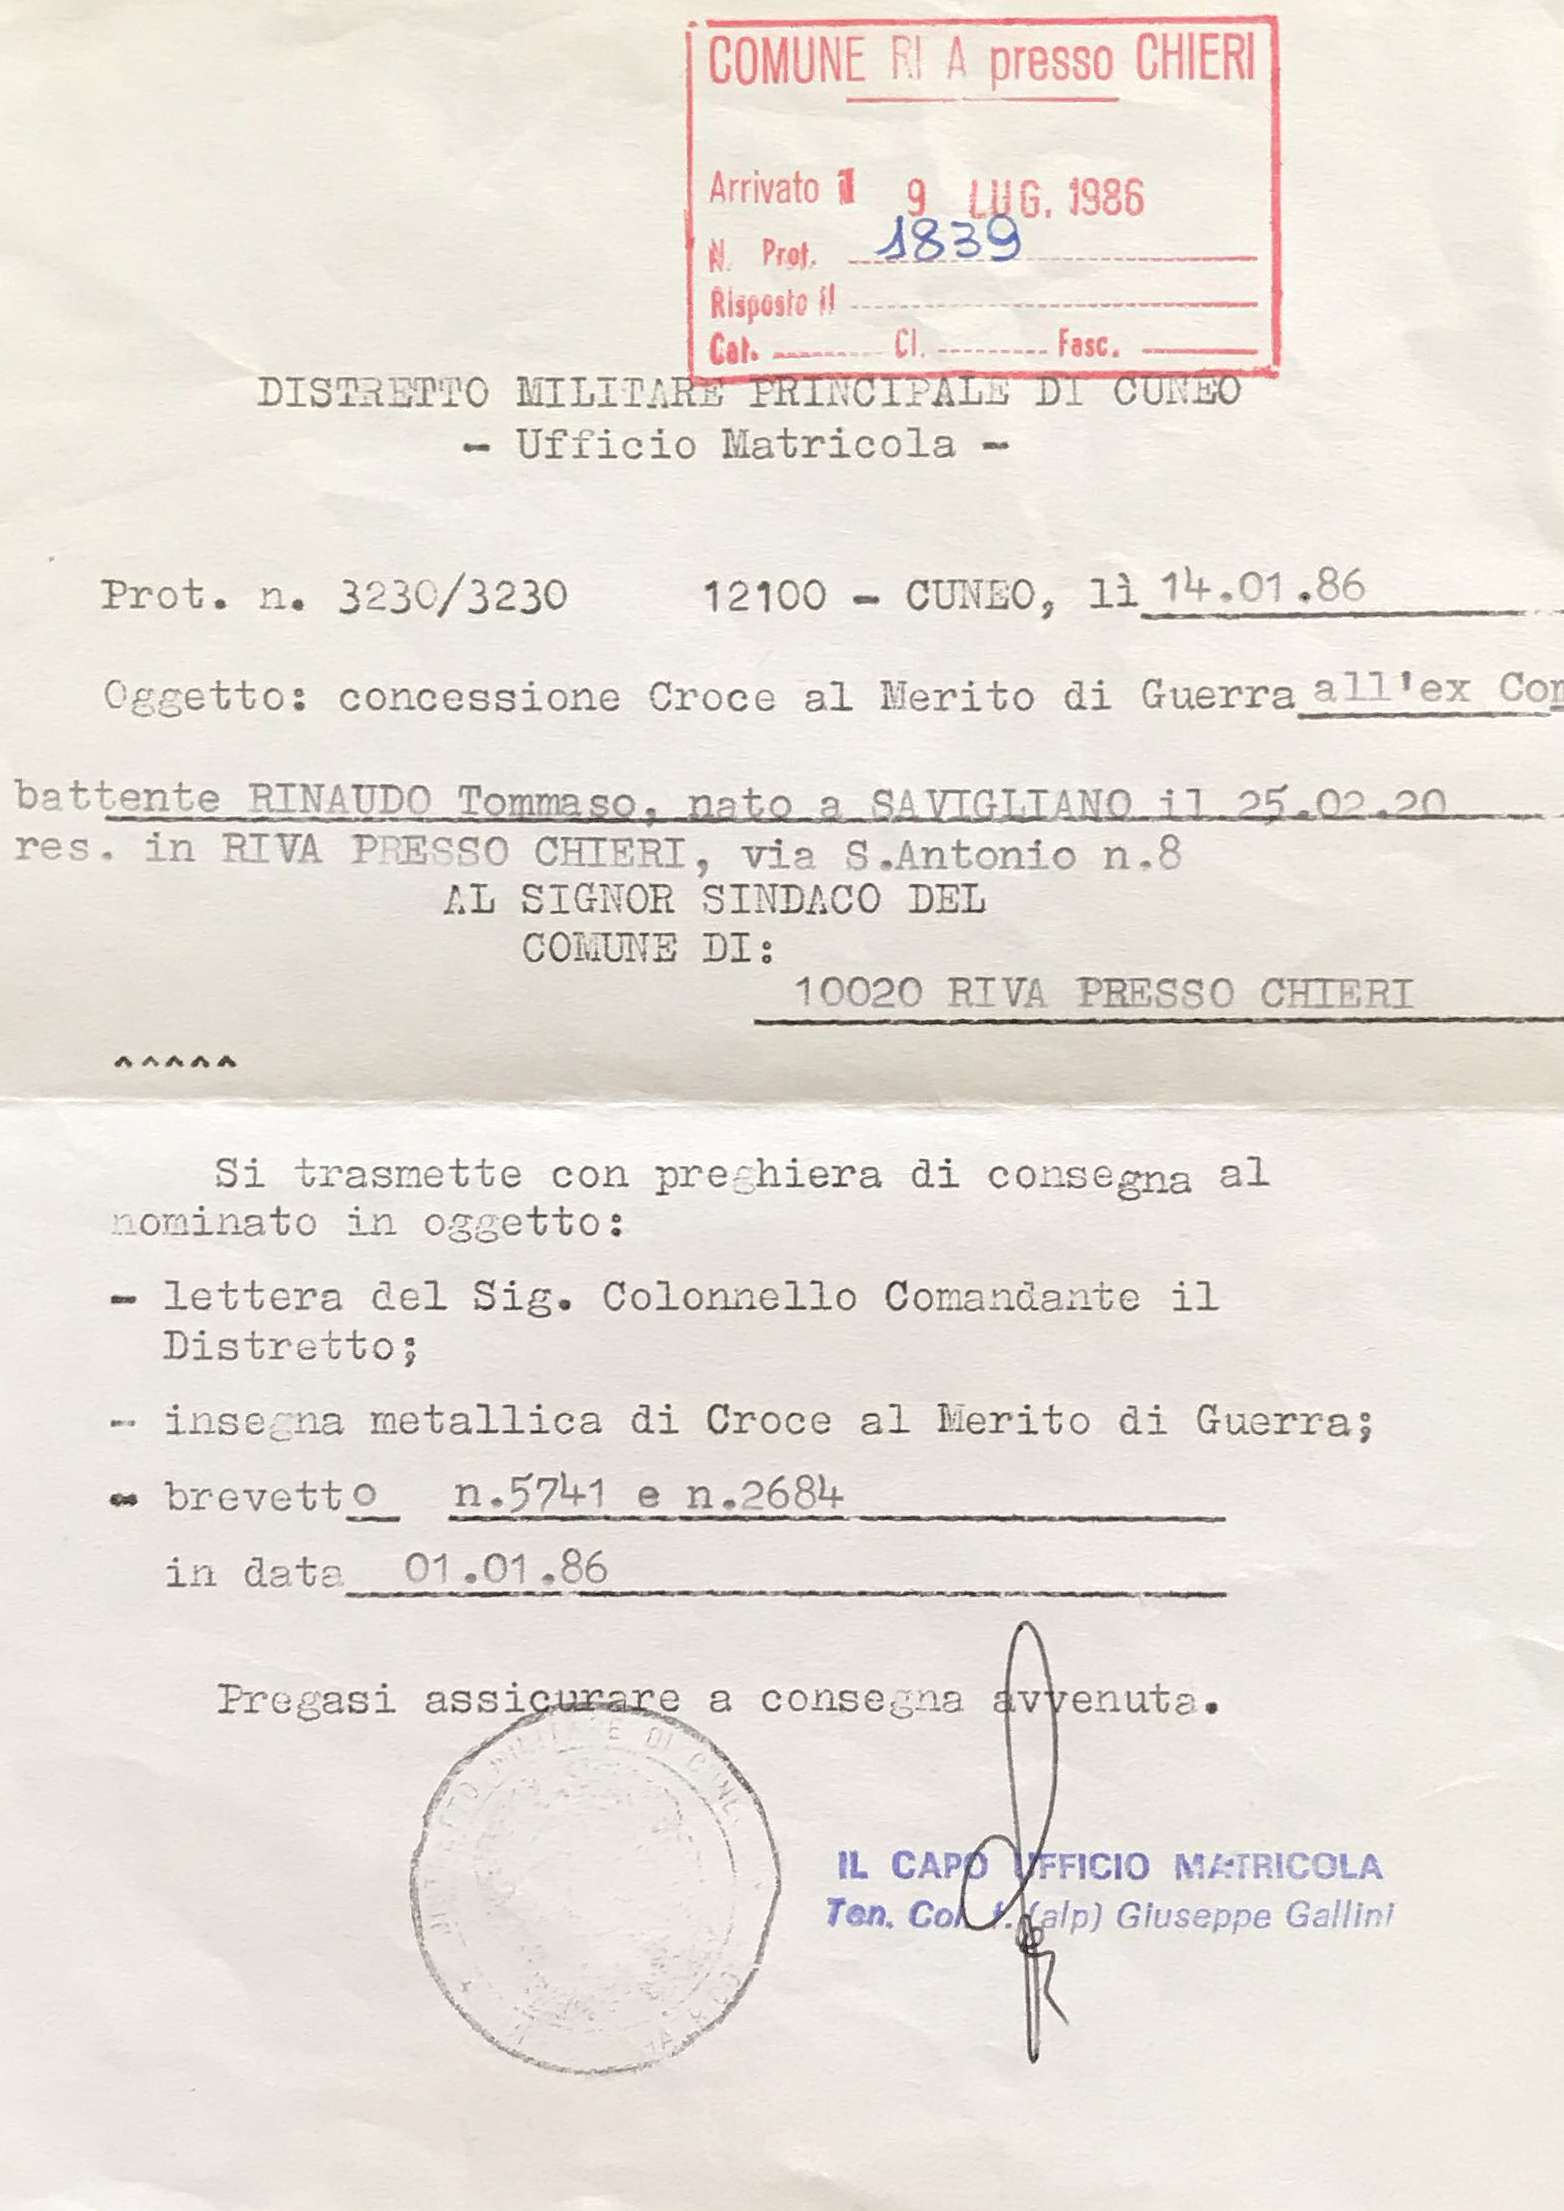 COMUNE RI A presso CHIERI
Arrivato il 9 LUG. 1986
N. Prot. 1839
Risposto il
Cat. Cl. Fasc.
DISTRETTO MILITARE PRINCIPALE DI CUNEO
- Ufficio Matricola -
Prot. n. 3230/3230 12100 - CUNEO, lì 14.01.86
Oggetto: concessione Croce al Merito di Guerra all'ex Com
battente RINAUDO Tommaso, nato a SAVIGLIANO il 25.02.20
res. in RIVA PRESSO CHIERI, via S.Antonio n.8
AL SIGNOR SINDACO DEL
COMUNE DI:
10020 RIVA PRESSO CHIERI
^^^^^
Si trasmette con preghiera di consegna al
nominato in oggetto:
- lettera del Sig. Colonnello Comandante il
Distretto;
- insegna metallica di Croce al Merito di Guerra;
- brevetto n.5741 e n.2684
in data 01.01.86
Pregasi assicurare a consegna avvenuta.
IL CAPO UFFICIO MATRICOLA
Ten. Col. f. (alp) Giuseppe Gallini